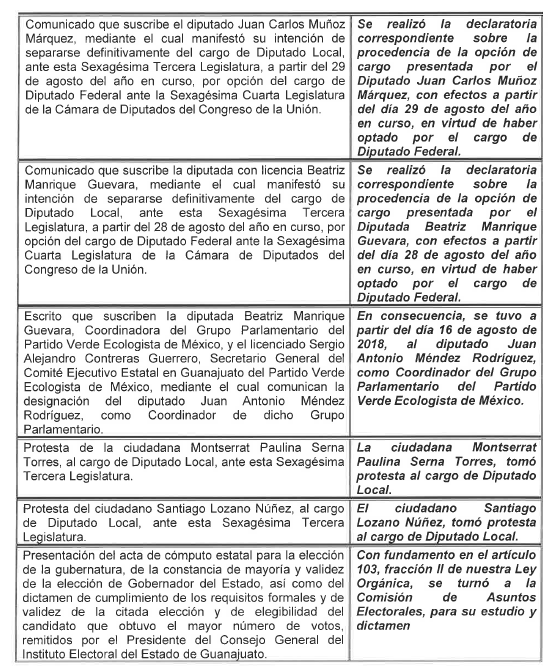 Comunicado que suscribe el diputado Juan Carlos Muñoz
Márquez, mediante el cual manifestó su intención de
separarse definitivamente del cargo de Diputado Local,
ante esta Sexagésima Tercera Legislatura, a partir del 29
de agosto del año en curso, por opción del cargo de
Diputado Federal ante la Sexagésima Cuarta Legislatura
de la Cámara de Diputados del Congreso de la Unión.
Se realizó la declaratoria
correspondiente sobre la
procedencia de la opción de
cargo presentada por el
Diputado Juan Carlos Muñoz
Márquez, con efectos a partir
del día 29 de agosto del año
en curso, en virtud de haber
optado por el cargo de
Diputado Federal.
Comunicado que suscribe la diputada con licencia Beatriz
Manrique Guevara, mediante el cual manifestó su
intención de separarse definitivamente del cargo de
Diputado Local, ante esta Sexagésima Tercera
Legislatura, a partir del 28 de agosto del año en curso, por
opción del cargo de Diputado Federal ante la Sexagésima
Cuarta Legislatura de la Cámara de Diputados del
Congreso de la Unión.
Se realizó la declaratoria
correspondiente sobre la
procedencia de la opción de
cargo presentada por el
Diputada Beatriz Manrique
Guevara, con efectos a partir
del día 28 de agosto del año
en curso, en virtud de haber
optado por el cargo de
Diputado Federal.
Escrito que suscriben la diputada Beatriz Manrique
Guevara, Coordinadora del Grupo Parlamentario del
Partido Verde Ecologista de México, y el licenciado Sergio
Alejandro Contreras Guerrero, Secretario General del
Comité Ejecutivo Estatal en Guanajuato del Partido Verde
Ecologista de México, mediante el cual comunican la
designación del diputado Juan Antonio Méndez
Rodríguez, como Coordinador de dicho Grupo
Parlamentario.
En consecuencia, se tuvo a
partir del día 16 de agosto de
2018, al diputado Juan
Antonio Méndez Rodríguez,
como Coordinador del Grupo
Parlamentario del Partido
Verde Ecologista de México.
Protesta de la ciudadana Montserrat Paulina Serna
Torres, al cargo de Diputado Local, ante esta Sexagésima
Tercera Legislatura.
La ciudadana Montserrat
Paulina Serna Torres, tomó
protesta al cargo de Diputado
Local.
Protesta del ciudadano Santiago Lozano Núñez, al cargo
de Diputado Local, ante esta Sexagésima Tercera
Legislatura.
El ciudadano Santiago
Lozano Núñez, tomó protesta
al cargo de Diputado Local.
Presentación del acta de cómputo estatal para la elección
de la gubernatura, de la constancia de mayoría y validez
de la elección de Gobernador del Estado, así como del
dictamen de cumplimiento de los requisitos formales y de
validez de la citada elección y de elegibilidad del
candidato que obtuvo el mayor número de votos,
remitidos por el Presidente del Consejo General del
Instituto Electoral del Estado de Guanajuato.
Con fundamento en el artículo
103, fracción II de nuestra Ley
Orgánica, se turnó a la
Comisión de Asuntos
Electorales, para su estudio y
dictamen